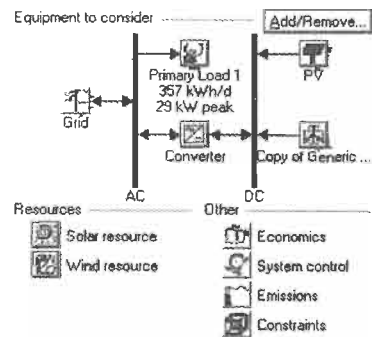 Equipment to consider
Add/Remove...
Primary Load 1
357 kWh/d
29 kW peak
PV
Grid
Converter
Copy of Generic ...
AC
DC
Resources
Other
Solar resource
Economics
Wind resource
System control
Emissions
Constraints